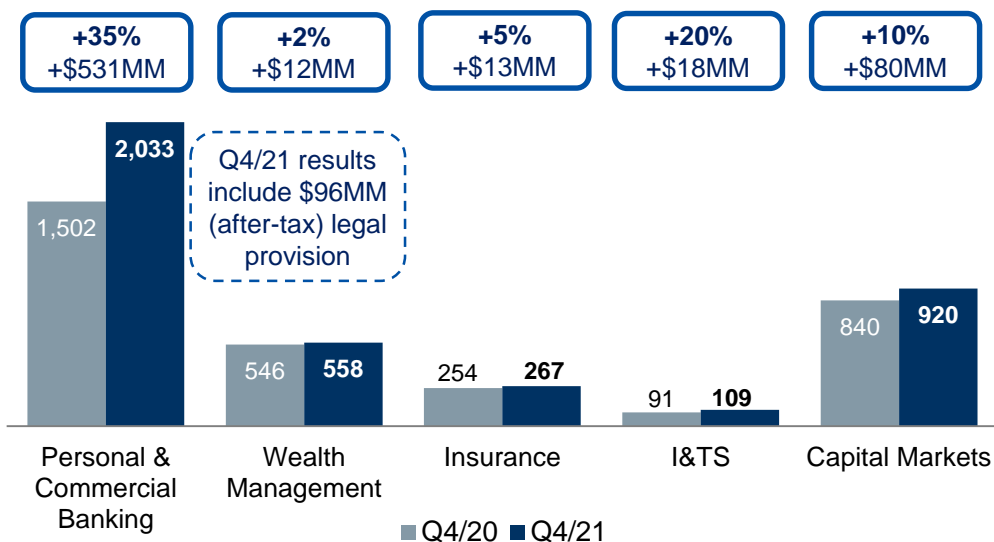 +35%
+$531MM
+2%
+$12MM
+5%
+$13MM
+20%
+$18MM
+10%
+$80MM
2,033
1,502
Q4/21 results
include $96MM
(after-tax) legal
provision
546
558
254
267
91
109
840
920
Personal &
Commercial
Banking
Wealth
Management
Insurance
I&TS
Capital Markets
Q4/20
Q4/21